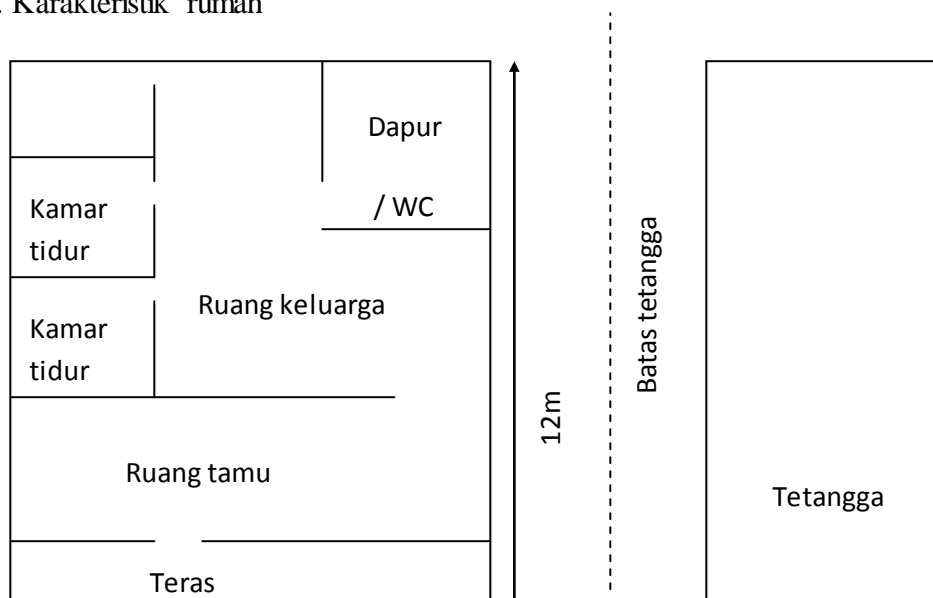 . Karakteristik rumah
Dapur
/ WC
Kamar
tidur
Ruang keluarga
Kamar
tidur
Ruang tamu
Teras
12m
Batas tetangga
Tetangga